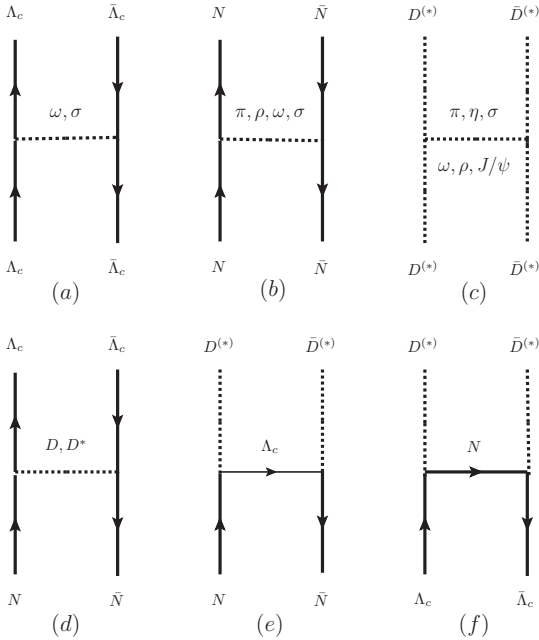 Λc Λ̄c N N̄ D(*) D̄(*)
ω, σ π, ρ, ω, σ π, η, σ
ω, ρ, J/ψ
Λc Λ̄c N N̄ D(*) D̄(*)
(a) (b) (c)
Λc Λ̄c D(*) D̄(*) D(*) D̄(*)
D, D* Λc N
N N̄ N N̄ Λc Λ̄c
(d) (e) (f)